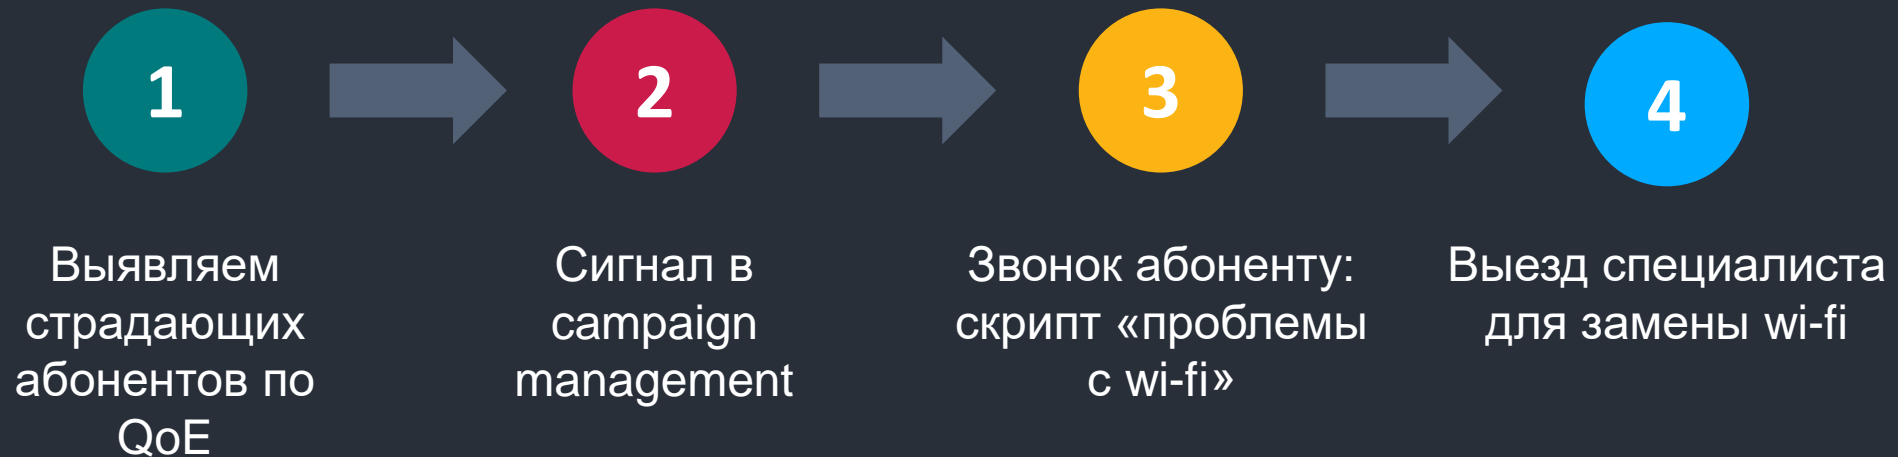 1
2
3
4
Выявляем
страдающих
абонентов по
QoE
Сигнал в
campaign
management
Звонок абоненту:
скрипт «проблемы
с wi-fi»
Выезд специалиста
для замены wi-fi